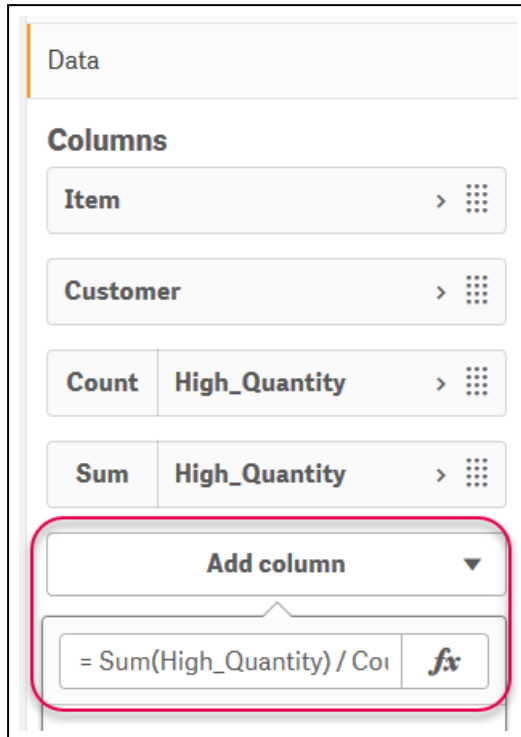 Data
Columns
Item
Customer
Count High_Quantity
Sum High_Quantity
Add column
= Sum(High_Quantity) / Cou fx